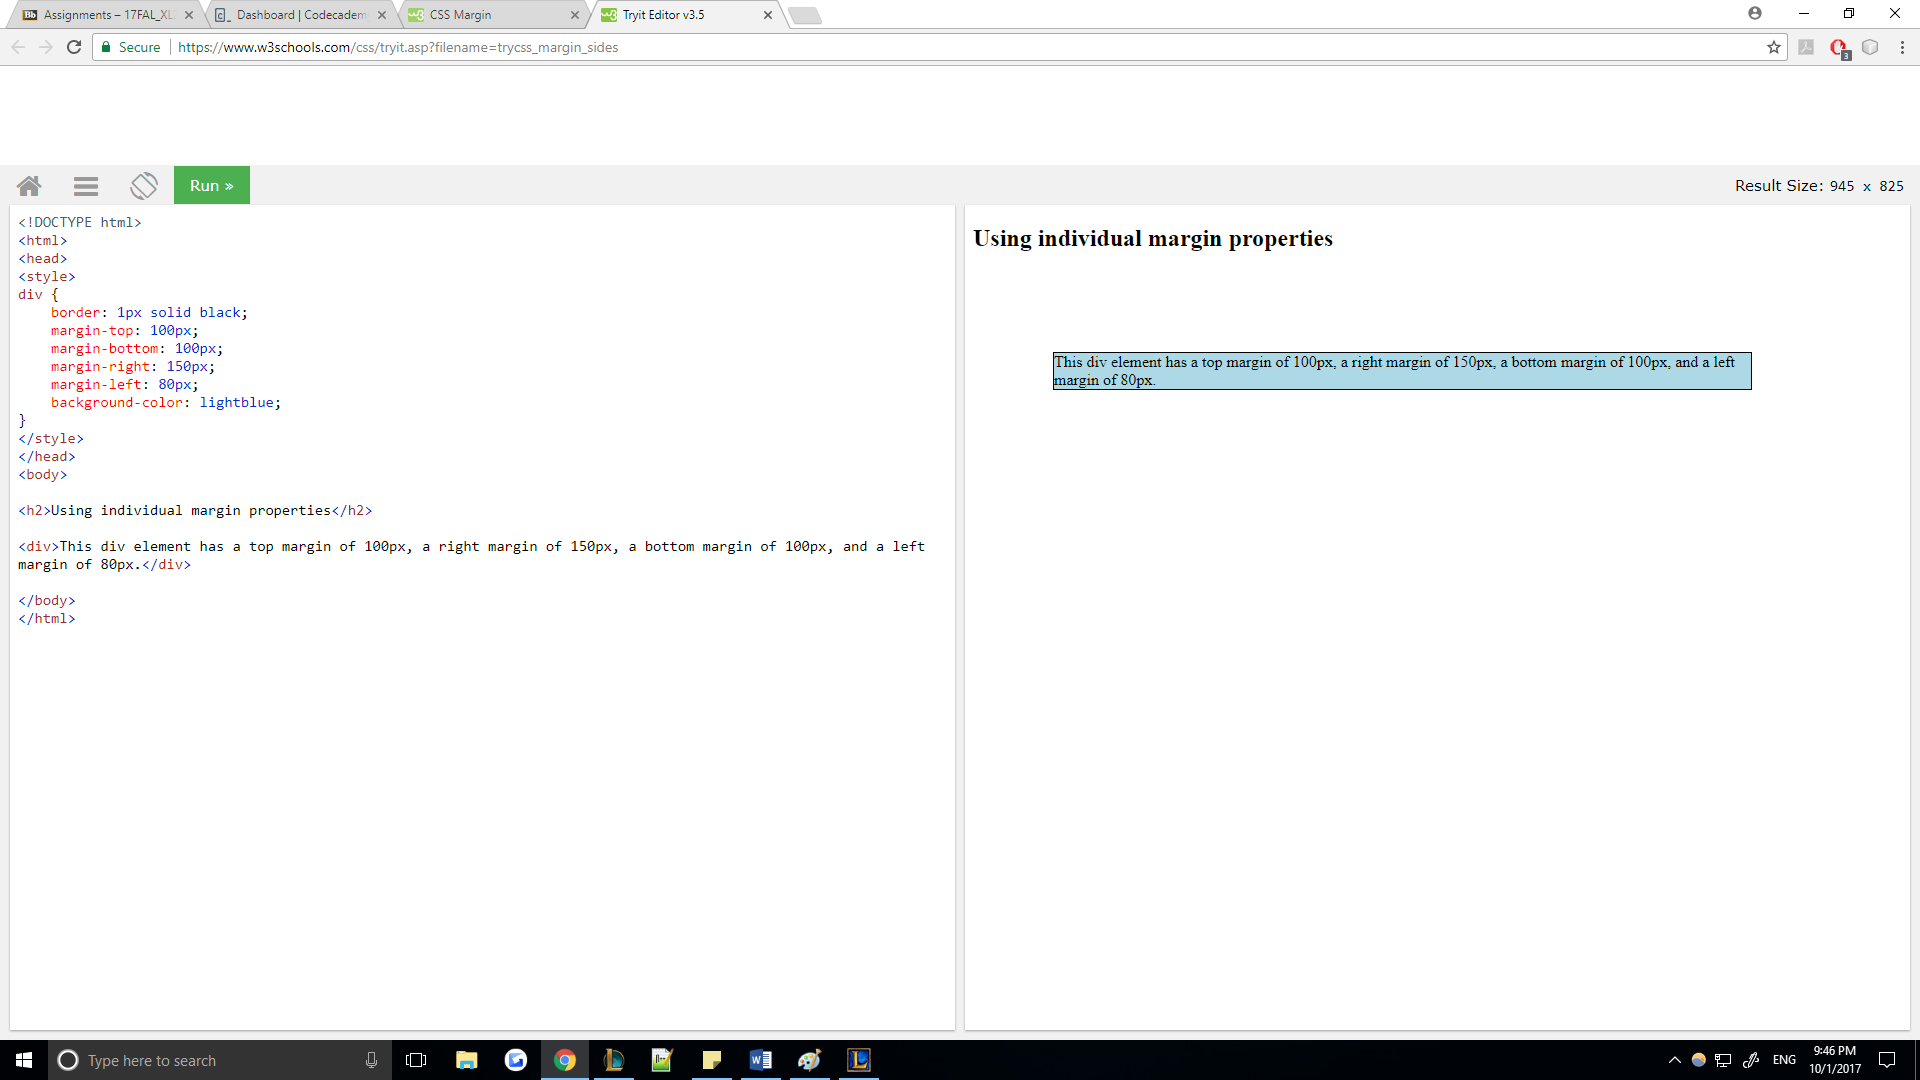 Assignments – 17FAL_XL
Dashboard | Codecadem
CSS Margin
Tryit Editor v3.5
Secure
https://www.w3schools.com/css/tryit.asp?filename=trycss_margin_sides
3
Run »
Result Size: 945 x 825
<!DOCTYPE html>
<html>
<head>
<style>
div {
    border: 1px solid black;
    margin-top: 100px;
    margin-bottom: 100px;
    margin-right: 150px;
    margin-left: 80px;
    background-color: lightblue;
}
</style>
</head>
<body>
<h2>Using individual margin properties</h2>
<div>This div element has a top margin of 100px, a right margin of 150px, a bottom margin of 100px, and a left
margin of 80px.</div>
</body>
</html>
Using individual margin properties
This div element has a top margin of 100px, a right margin of 150px, a bottom margin of 100px, and a left
margin of 80px.
Type here to search
ENG
9:46 PM
10/1/2017